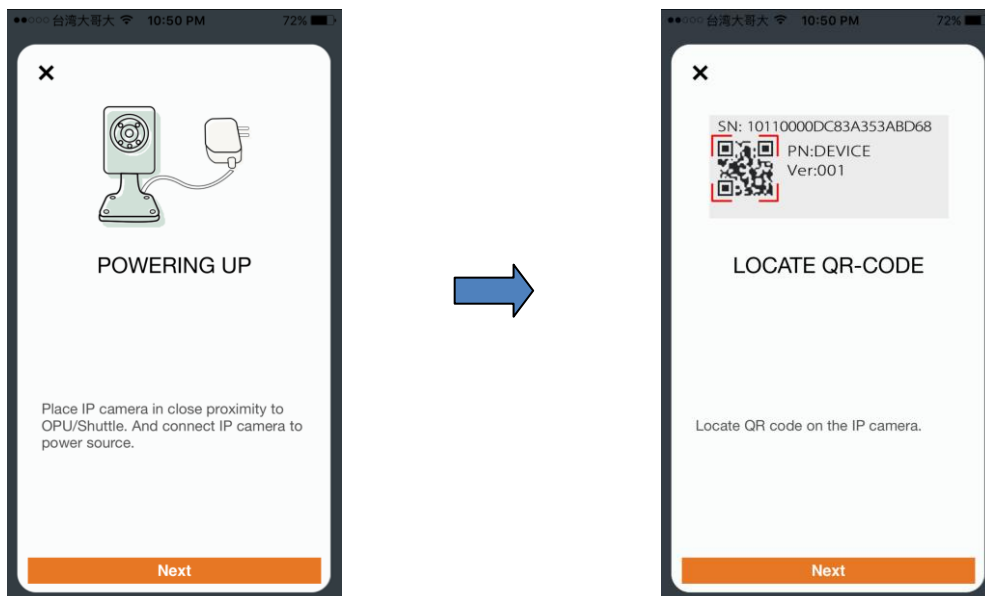 台湾大哥大 10:50 PM 72%
POWERING UP
Place IP camera in close proximity to
OPU/Shuttle. And connect IP camera to
power source.
Next
台湾大哥大 10:50 PM 72%
SN: 10110000DC83A353ABD68
PN:DEVICE
Ver:001
LOCATE QR-CODE
Locate QR code on the IP camera.
Next